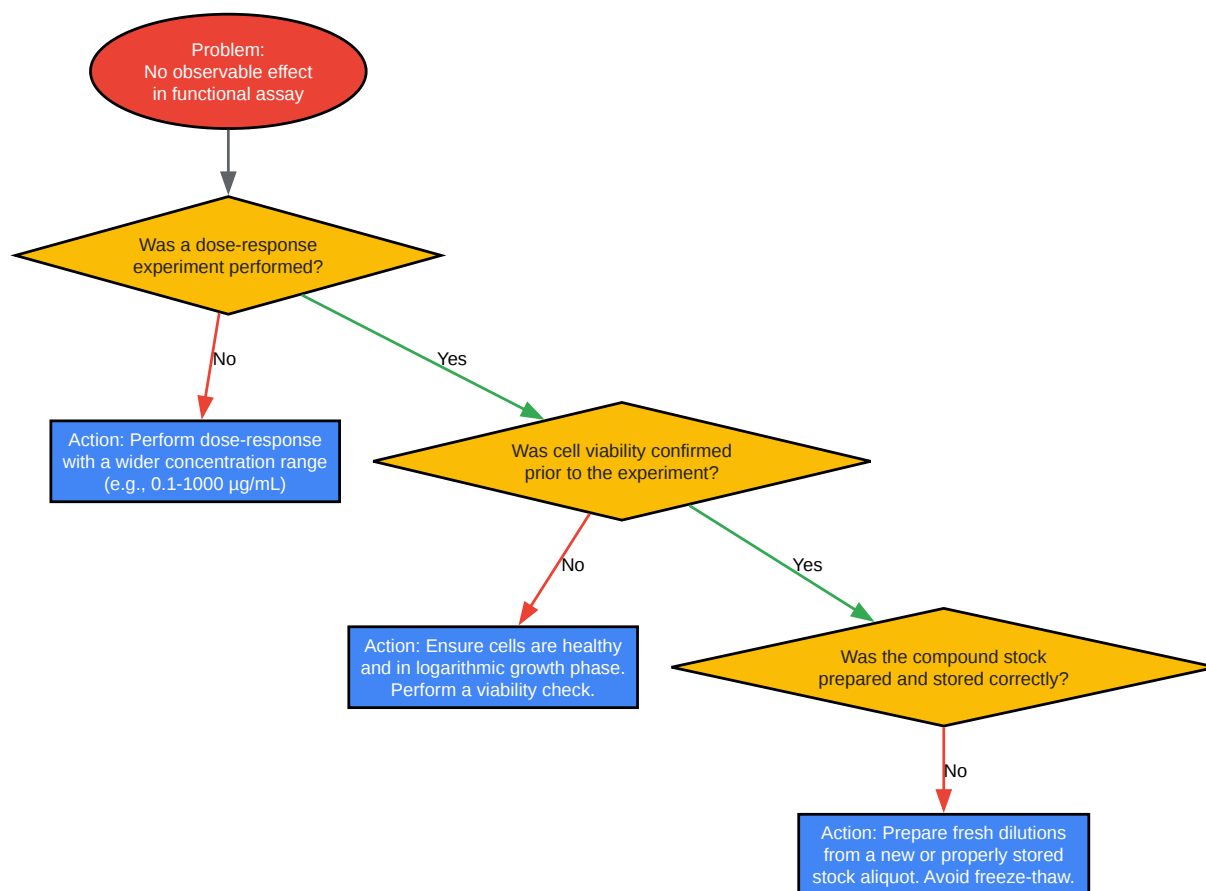 Problem:
No observable effect
in functional assay
Was a dose-response
experiment performed?
No
Yes
Action: Perform dose-response
with a wider concentration range
(e.g., 0.1-1000 µg/mL)
Was cell viability confirmed
prior to the experiment?
No
Yes
Action: Ensure cells are healthy
and in logarithmic growth phase.
Perform a viability check.
Was the compound stock
prepared and stored correctly?
No
Action: Prepare fresh dilutions
from a new or properly stored
stock aliquot. Avoid freeze-thaw.